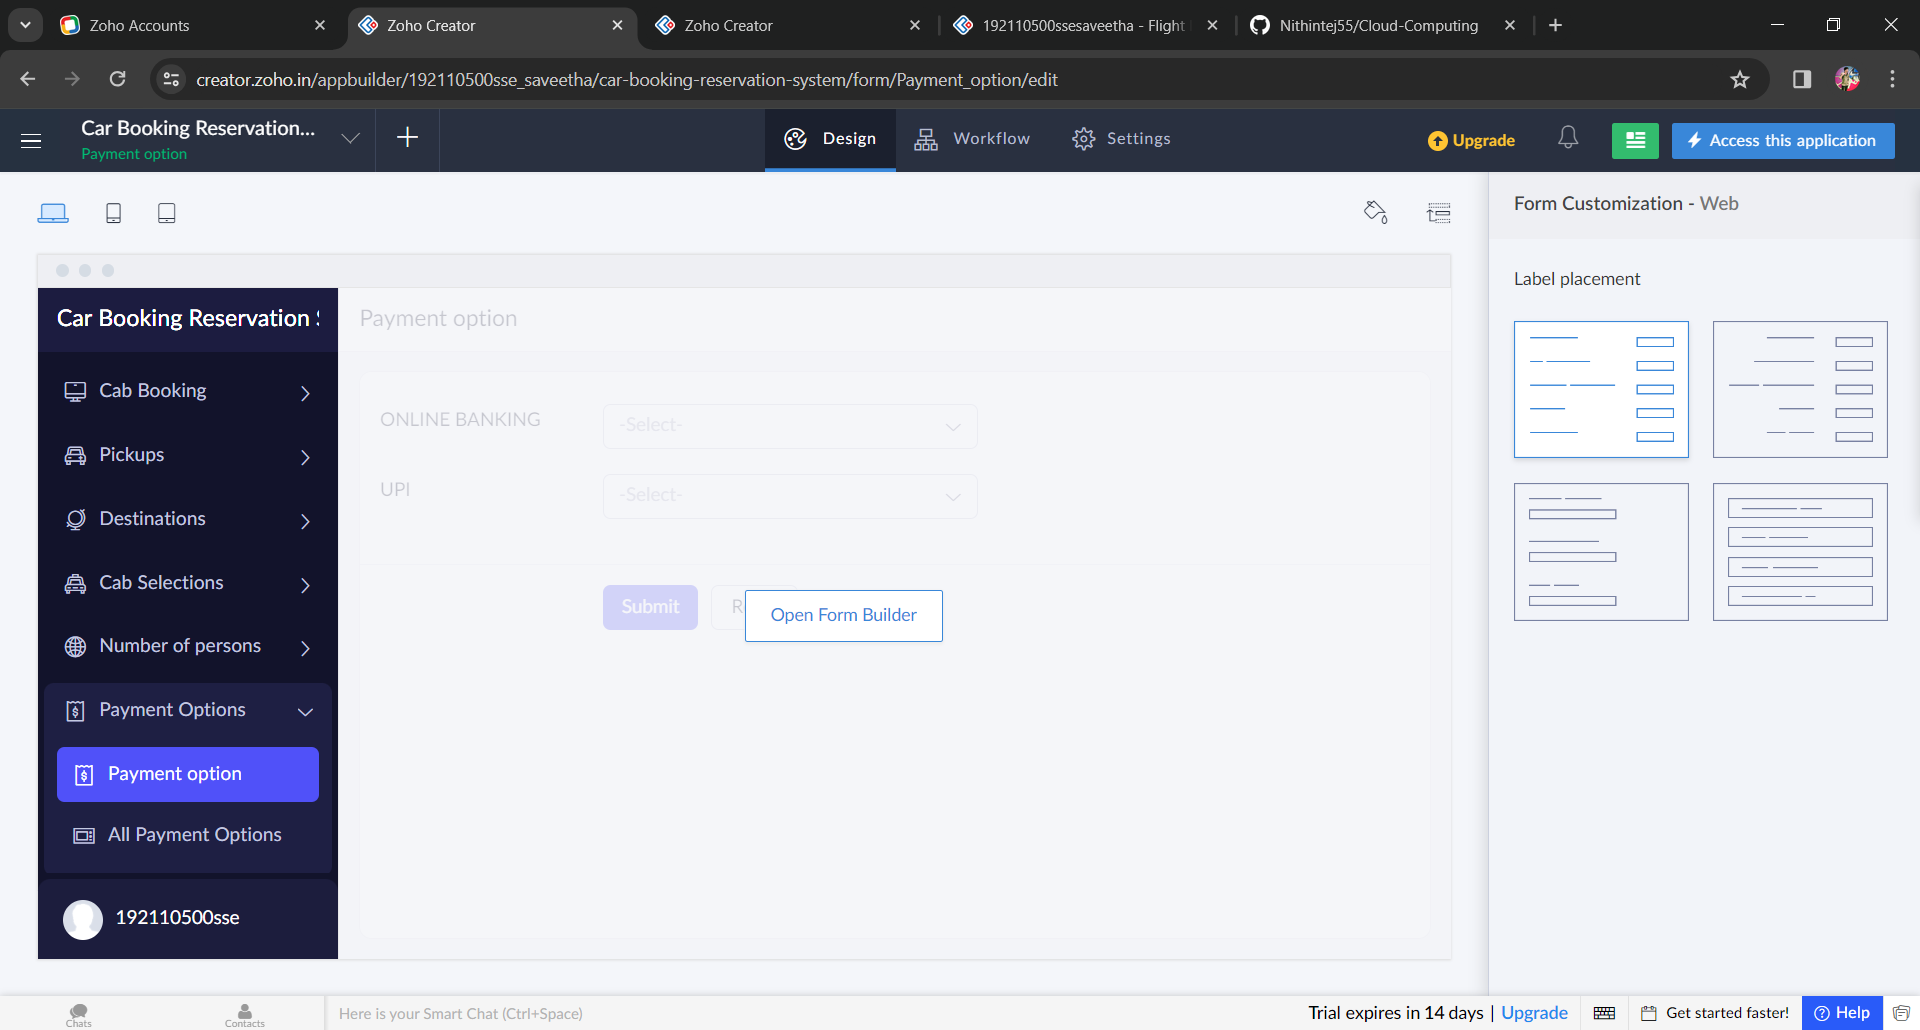 Zoho Accounts
Zoho Creator
Zoho Creator
192110500ssesaveetha - Flight
Nithintej55/Cloud-Computing
creator.zoho.in/appbuilder/192110500sse_saveetha/car-booking-reservation-system/form/Payment_option/edit
Car Booking Reservation...
Payment option
Design
Workflow
Settings
Upgrade
Access this application
Form Customization - Web
Label placement
Car Booking Reservation
Payment option
Cab Booking
Pickups
Destinations
Cab Selections
Number of persons
Payment Options
Payment option
All Payment Options
192110500sse
ONLINE BANKING
-Select-
UPI
-Select-
Submit
Open Form Builder
Chats
Contacts
Here is your Smart Chat (Ctrl+Space)
Trial expires in 14 days | Upgrade
Get started faster!
Help